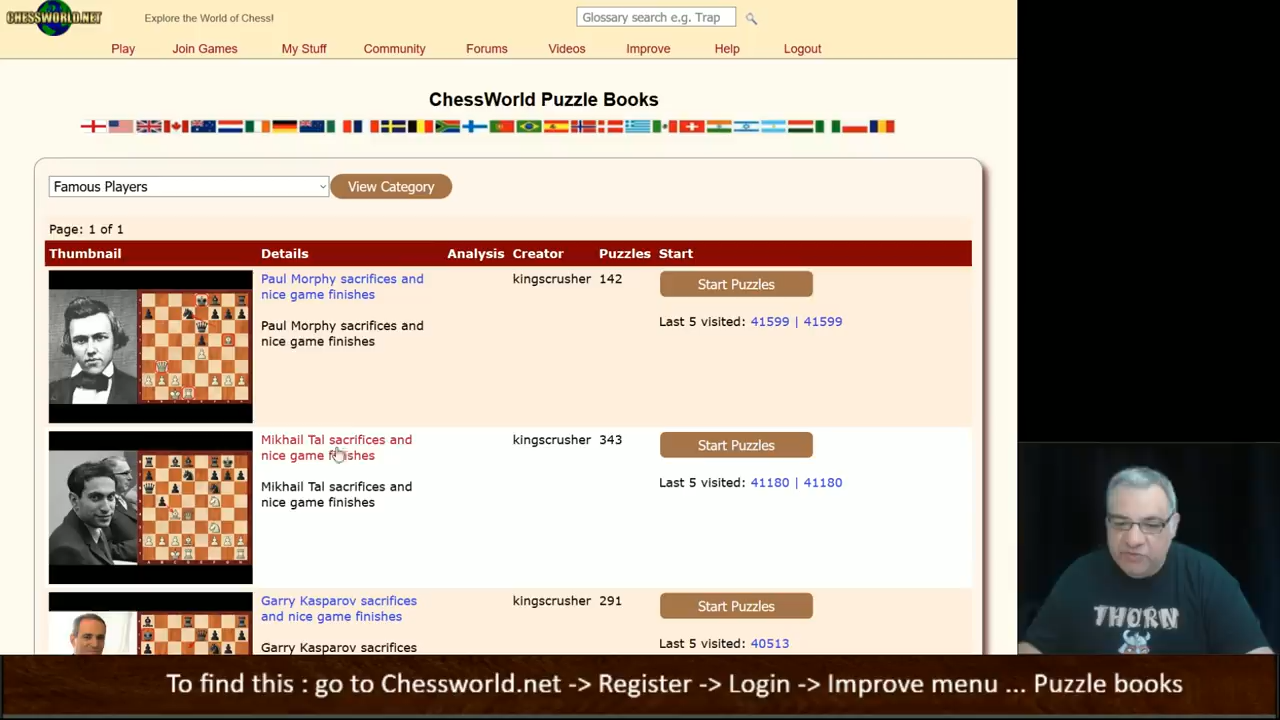 CHESSWORLD.NET
Explore the World of Chess!
Glossary search e.g. Trap
Play
Join Games
My Stuff
Community
Forums
Videos
Improve
Help
Logout
ChessWorld Puzzle Books
Famous Players
View Category
Page: 1 of 1
Thumbnail
Details
Analysis
Creator
Puzzles
Start
Paul Morphy sacrifices and
nice game finishes
kingscrusher
142
Start Puzzles
Paul Morphy sacrifices and
nice game finishes
Last 5 visited: 41599 | 41599
Mikhail Tal sacrifices and
nice game finishes
kingscrusher
343
Start Puzzles
Mikhail Tal sacrifices and
nice game finishes
Last 5 visited: 41180 | 41180
Garry Kasparov sacrifices
and nice game finishes
kingscrusher
291
Start Puzzles
Garry Kasparov sacrifices
Last 5 visited: 40513
THORN
To find this : go to Chessworld.net -> Register -> Login -> Improve menu ... Puzzle books